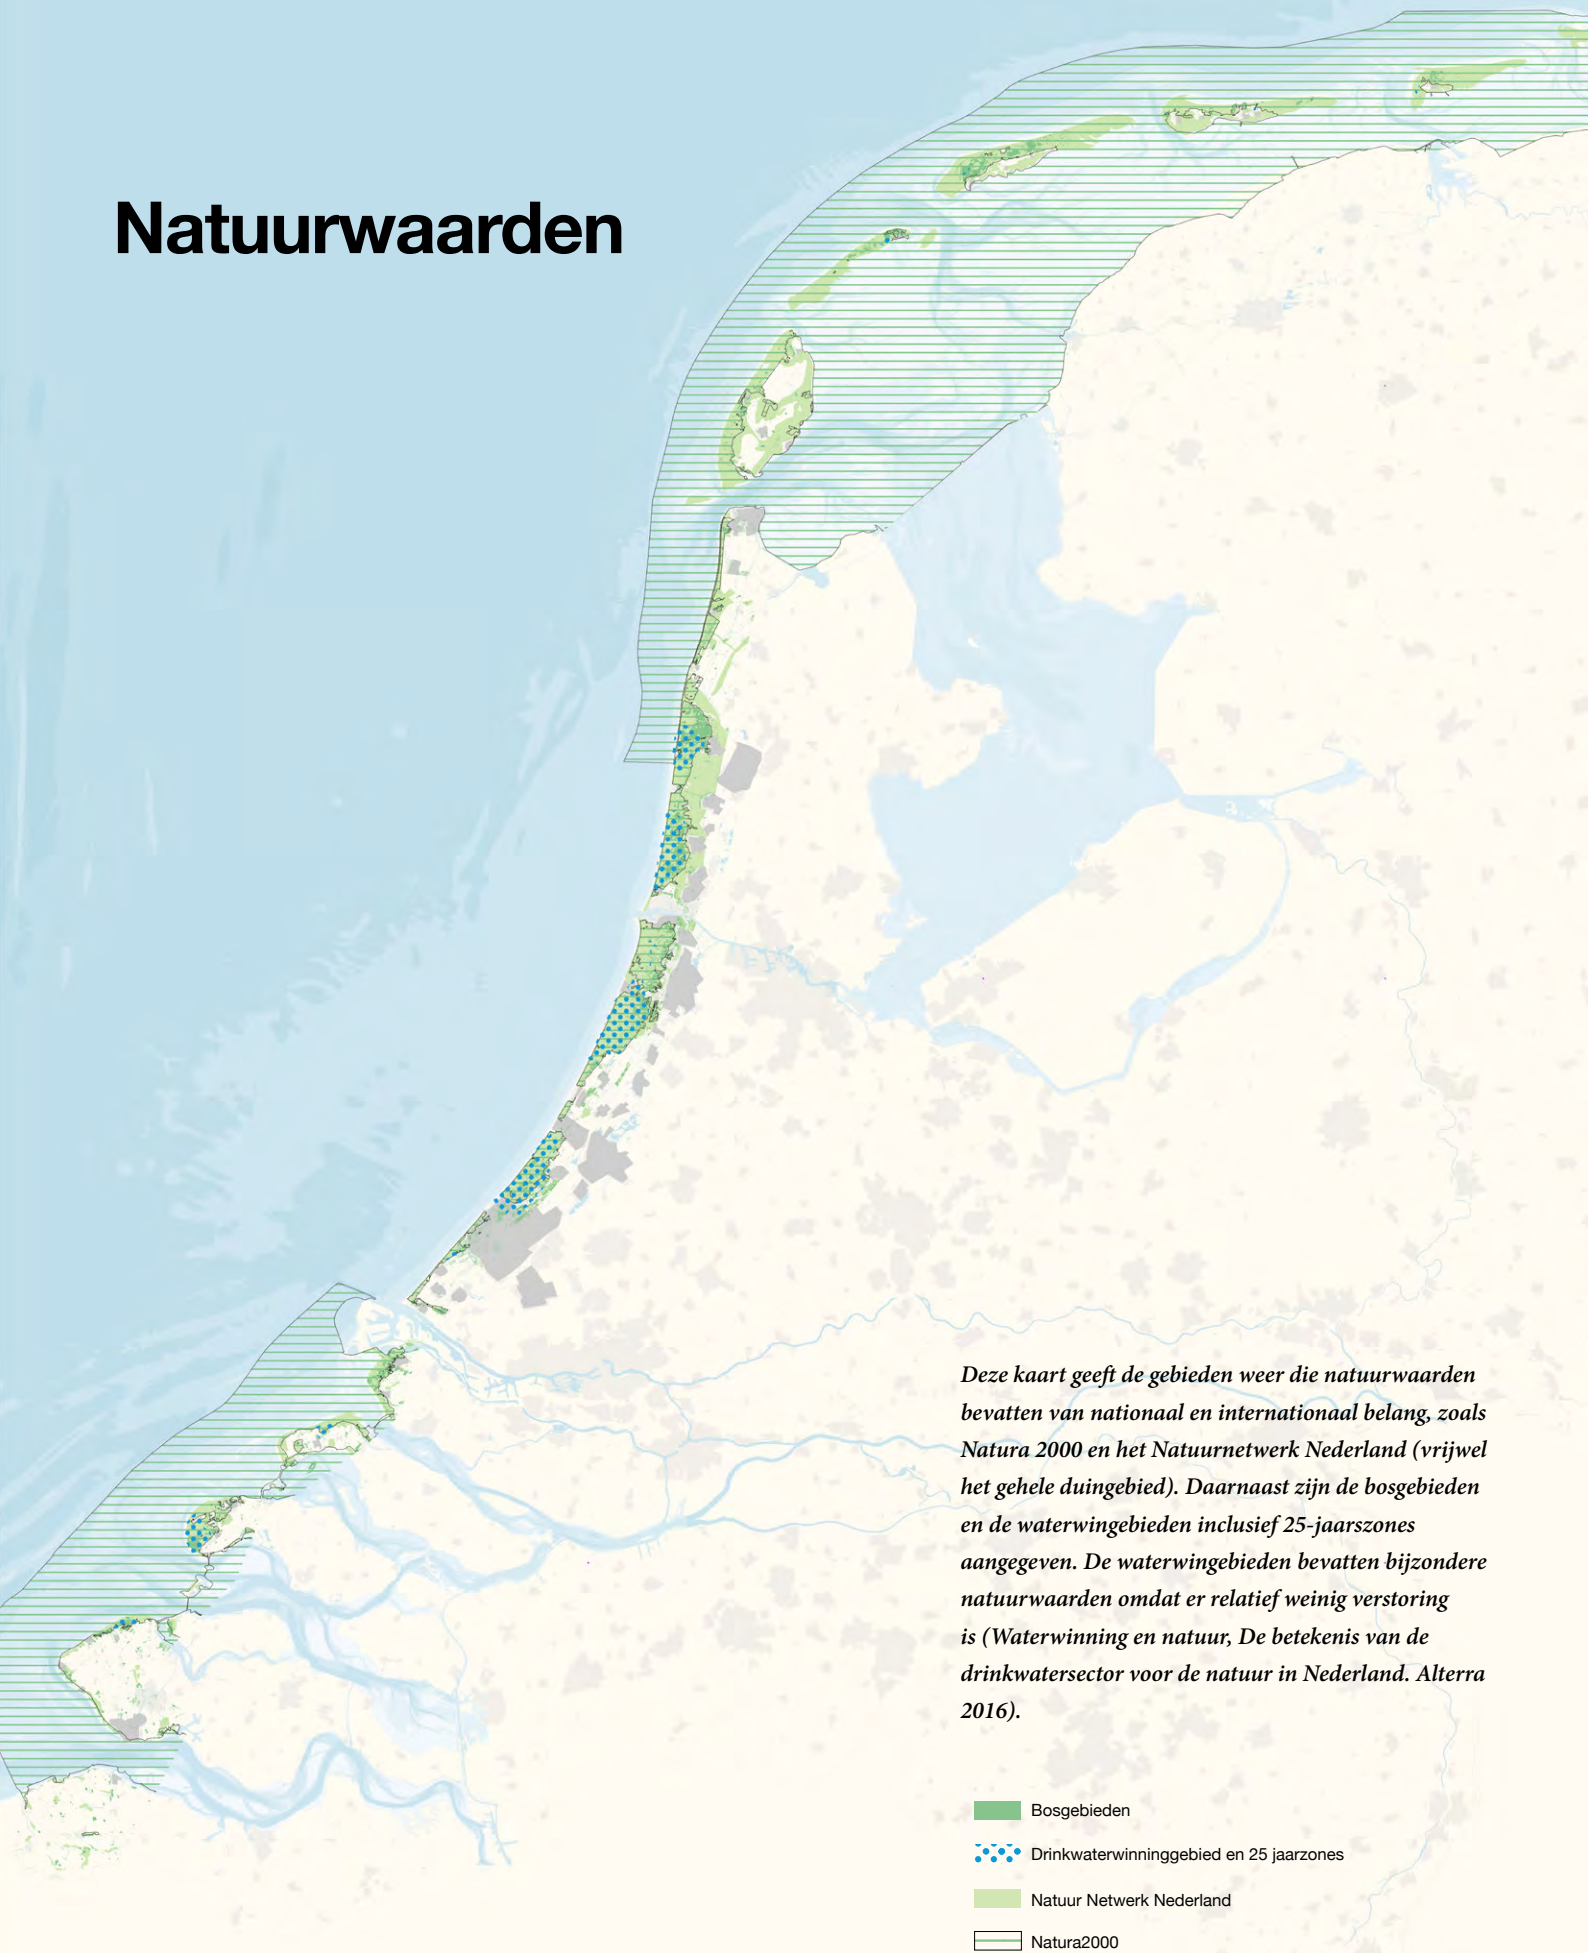 Natuurwaarden
Deze kaart geeft de gebieden weer die natuurwaarden
bevatten van nationaal en internationaal belang, zoals
Natura 2000 en het Natuurnetwerk Nederland (vrijwel
het gehele duingebied). Daarnaast zijn de bosgebieden
en de waterwingebieden inclusief 25-jaarszones
aangegeven. De waterwingebieden bevatten bijzondere
natuurwaarden omdat er relatief weinig verstoring
is (Waterwinning en natuur, De betekenis van de
drinkwatersector voor de natuur in Nederland. Alterra
2016).
Bosgebieden
Drinkwaterwinninggebied en 25 jaarzones
Natuur Netwerk Nederland
Natura2000